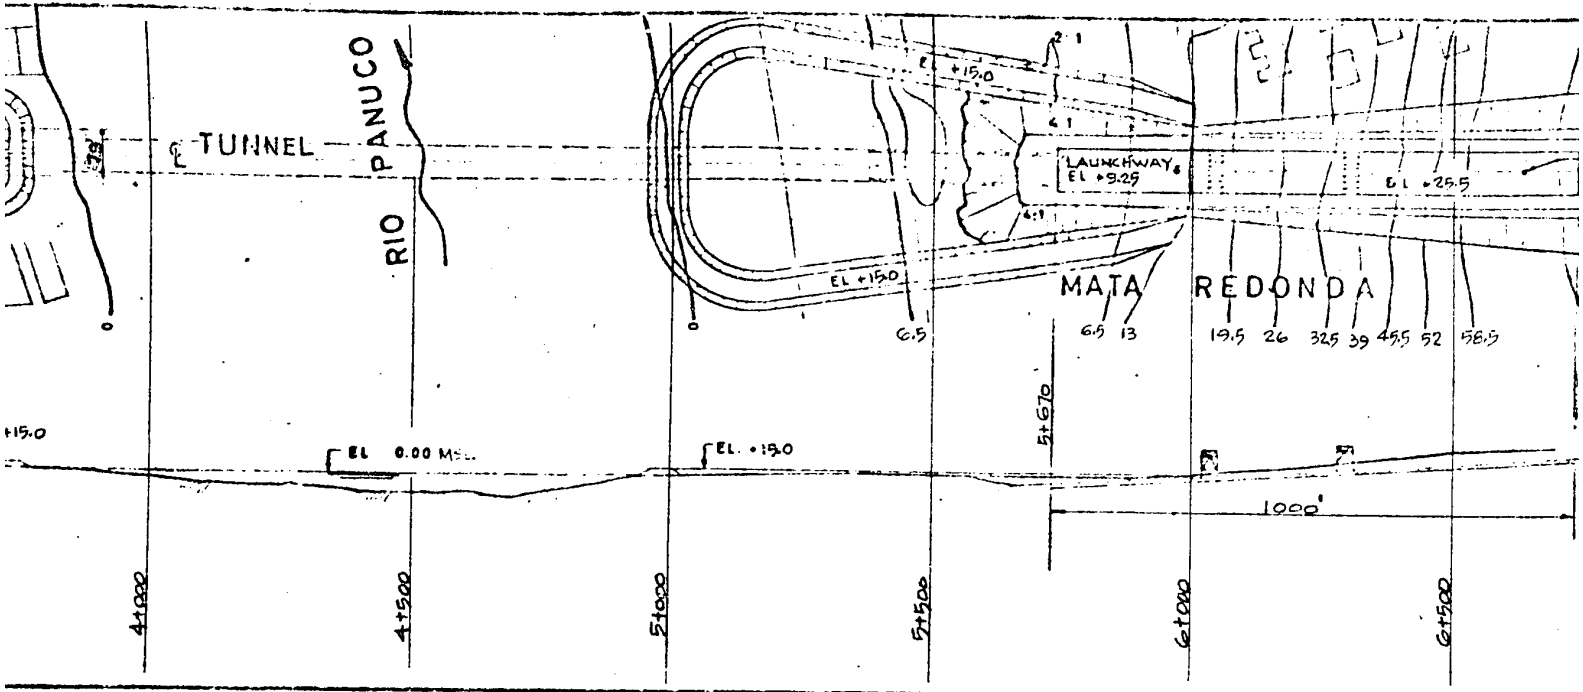 2:1
EL +15.0
RIO PANUCO
4:1
79
℄ TUNNEL
LAUNCHWAY
EL +9.25
EL +25.5
4:1
EL +15.0
MATA REDONDA
0
0
6.5
6.5 13 19.5 26 32.5 39 45.5 52 58.5
5+670
+15.0
EL 0.00 MSL.
EL. +15.0
1000'
4+000
4+500
5+000
5+500
6+000
6+500